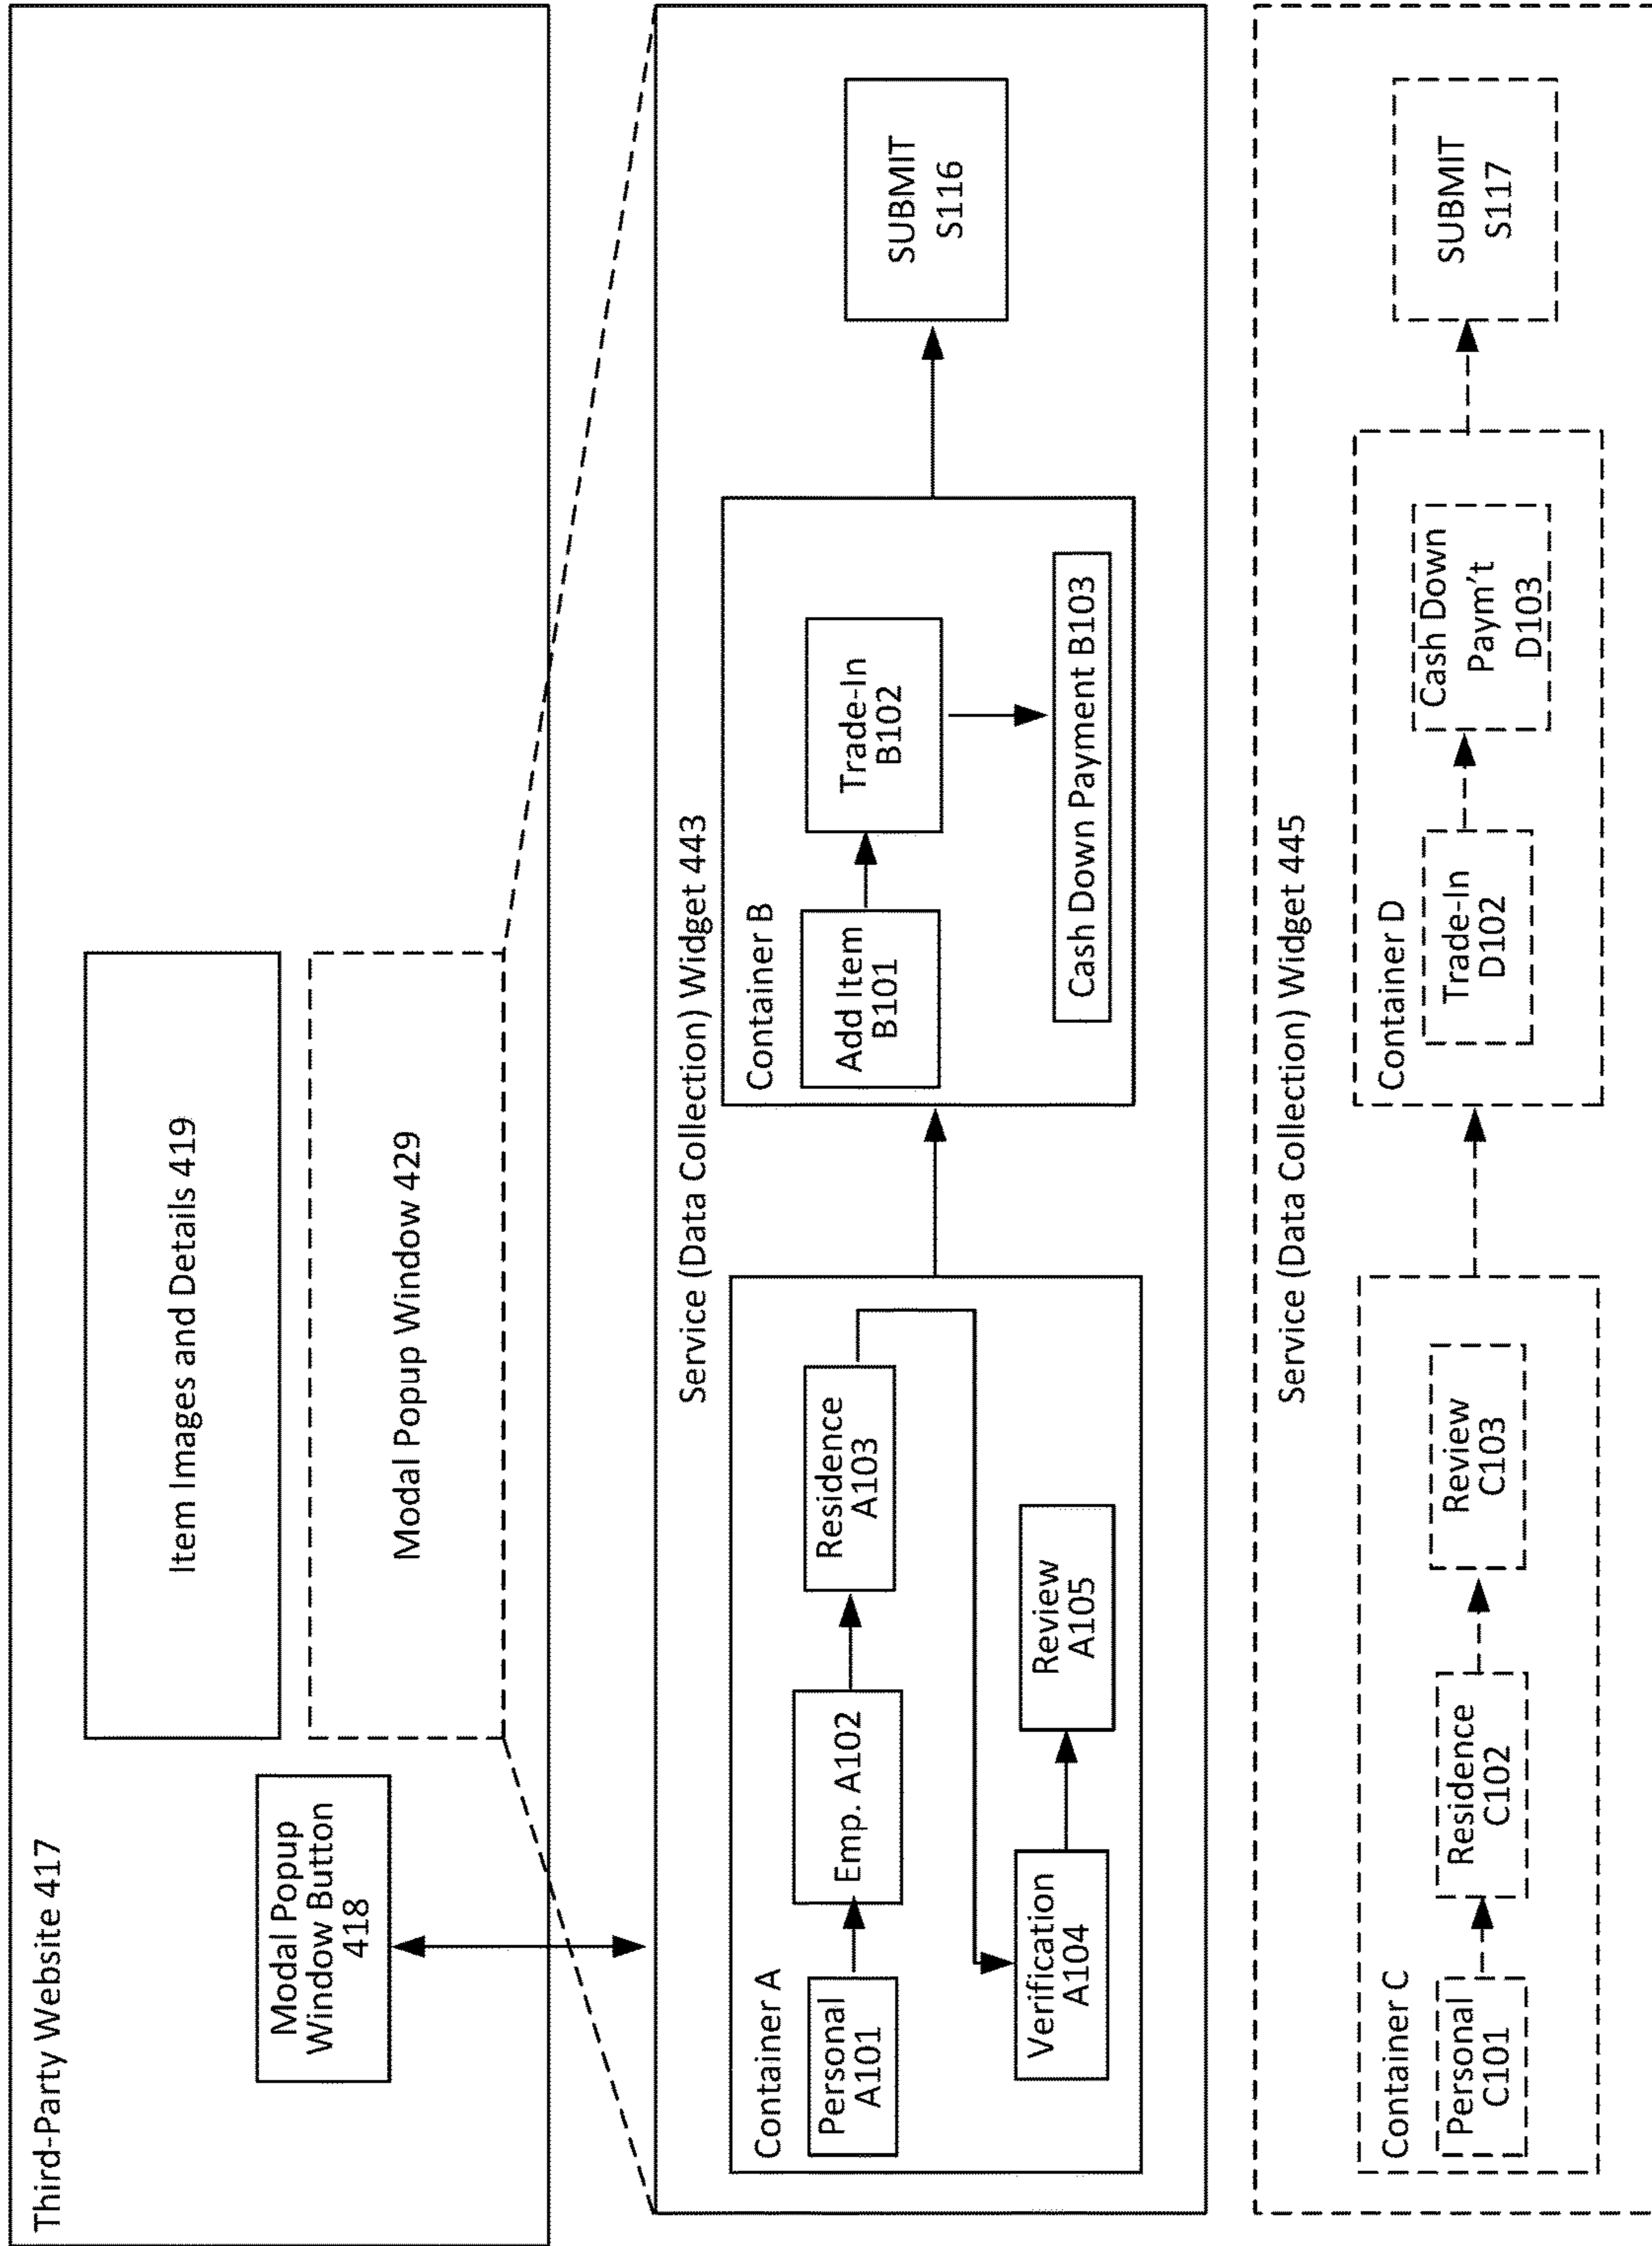 Third-Party Website 417
Modal Popup
Window Button
418
Item Images and Details 419
Modal Popup Window 429
Service (Data Collection) Widget 443
Container A
Personal
A101
Emp. A102
Residence
A103
Verification
A104
Review
A105
Container B
Add Item
B101
Trade-In
B102
Cash Down Payment B103
SUBMIT
S116
Service (Data Collection) Widget 445
Container C
Personal
C101
Residence
C102
Review
C103
Container D
Trade-In
D102
Cash Down
Paym't
D103
SUBMIT
S117